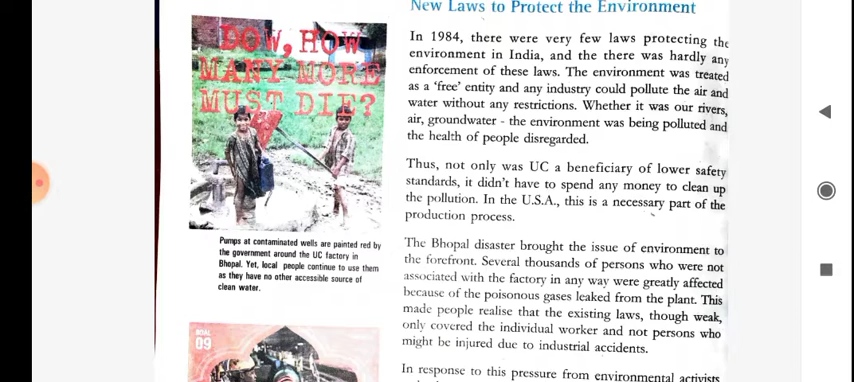 New Laws to Protect the Environment
DOW, HOW
MANY MORE
MUST DIE?
In 1984, there were very few laws protecting the
environment in India, and the there was hardly any
enforcement of these laws. The environment was treated
as a 'free' entity and any industry could pollute the air and
water without any restrictions. Whether it was our rivers,
air, groundwater - the environment was being polluted and
the health of people disregarded.
Thus, not only was UC a beneficiary of lower safety
standards, it didn't have to spend any money to clean up
the pollution. In the U.S.A., this is a necessary part of the
production process.
Pumps at contaminated wells are painted red by
the government around the UC factory in
Bhopal. Yet, local people continue to use them
as they have no other accessible source of
clean water.
The Bhopal disaster brought the issue of environment to
the forefront. Several thousands of persons who were not
associated with the factory in any way were greatly affected
because of the poisonous gases leaked from the plant. This
made people realise that the existing laws, though weak,
only covered the individual worker and not persons who
might be injured due to industrial accidents.
GOAL
09
In response to this pressure from environmental activists